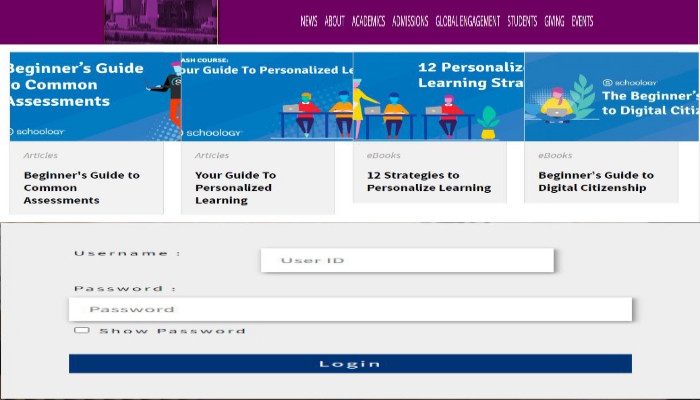 NEWS ABOUT ACADEMICS ADMISSIONS GLOBAL ENGAGEMENT STUDENTS GIVING EVENTS
Beginner's Guide
to Common
Assessments
schoology
ASH COURSE:
our Guide To Personalized Le
schoology
12 Personaliz
Learning Stra
schoology
The Beginner's
to Digital Citiz
Articles
Beginner's Guide to
Common
Assessments
Articles
Your Guide To
Personalized
Learning
eBooks
12 Strategies to
Personalize Learning
eBooks
Beginner's Guide to
Digital Citizenship
Username :
User ID
Password :
Password
Show Password
Login